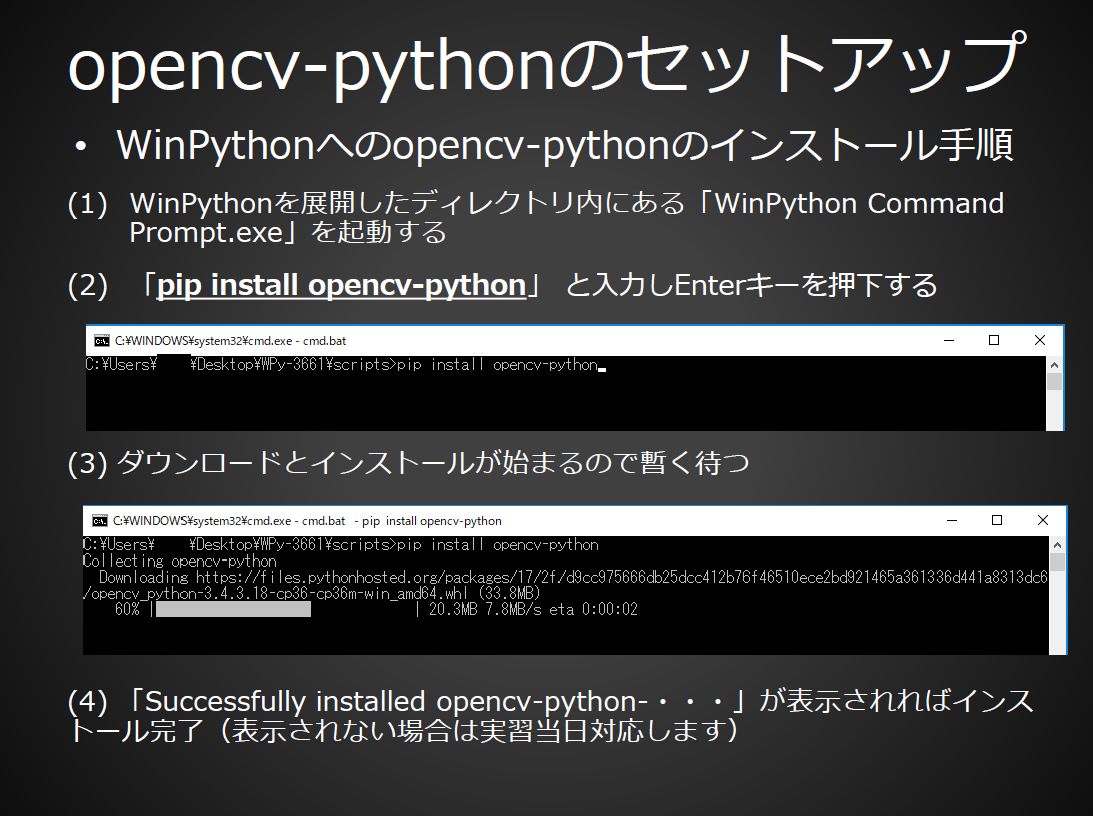 opencv-pythonのセットアップ
• WinPythonへのopencv-pythonのインストール手順
(1) WinPythonを展開したディレクトリ内にある「WinPython Command
Prompt.exe」を起動する
(2) 「pip install opencv-python」 と入力しEnterキーを押下する
C:¥WINDOWS¥system32¥cmd.exe - cmd.bat
C:¥Users¥ ¥Desktop¥WPy-3661¥scripts>pip install opencv-python
(3) ダウンロードとインストールが始まるので暫く待つ
C:¥WINDOWS¥system32¥cmd.exe - cmd.bat - pip install opencv-python
C:¥Users¥ ¥Desktop¥WPy-3661¥scripts>pip install opencv-python
Collecting opencv-python
Downloading https://files.pythonhosted.org/packages/17/2f/d9cc975666db25dcc412b76f46510ece2bd921465a361336d441a8313dc6
/opencv_python-3.4.3.18-cp36-cp36m-win_amd64.whl (33.8MB)
60% | | 20.3MB 7.8MB/s eta 0:00:02
(4) 「Successfully installed opencv-python-・・・」が表示されればインス
トール完了（表示されない場合は実習当日対応します）